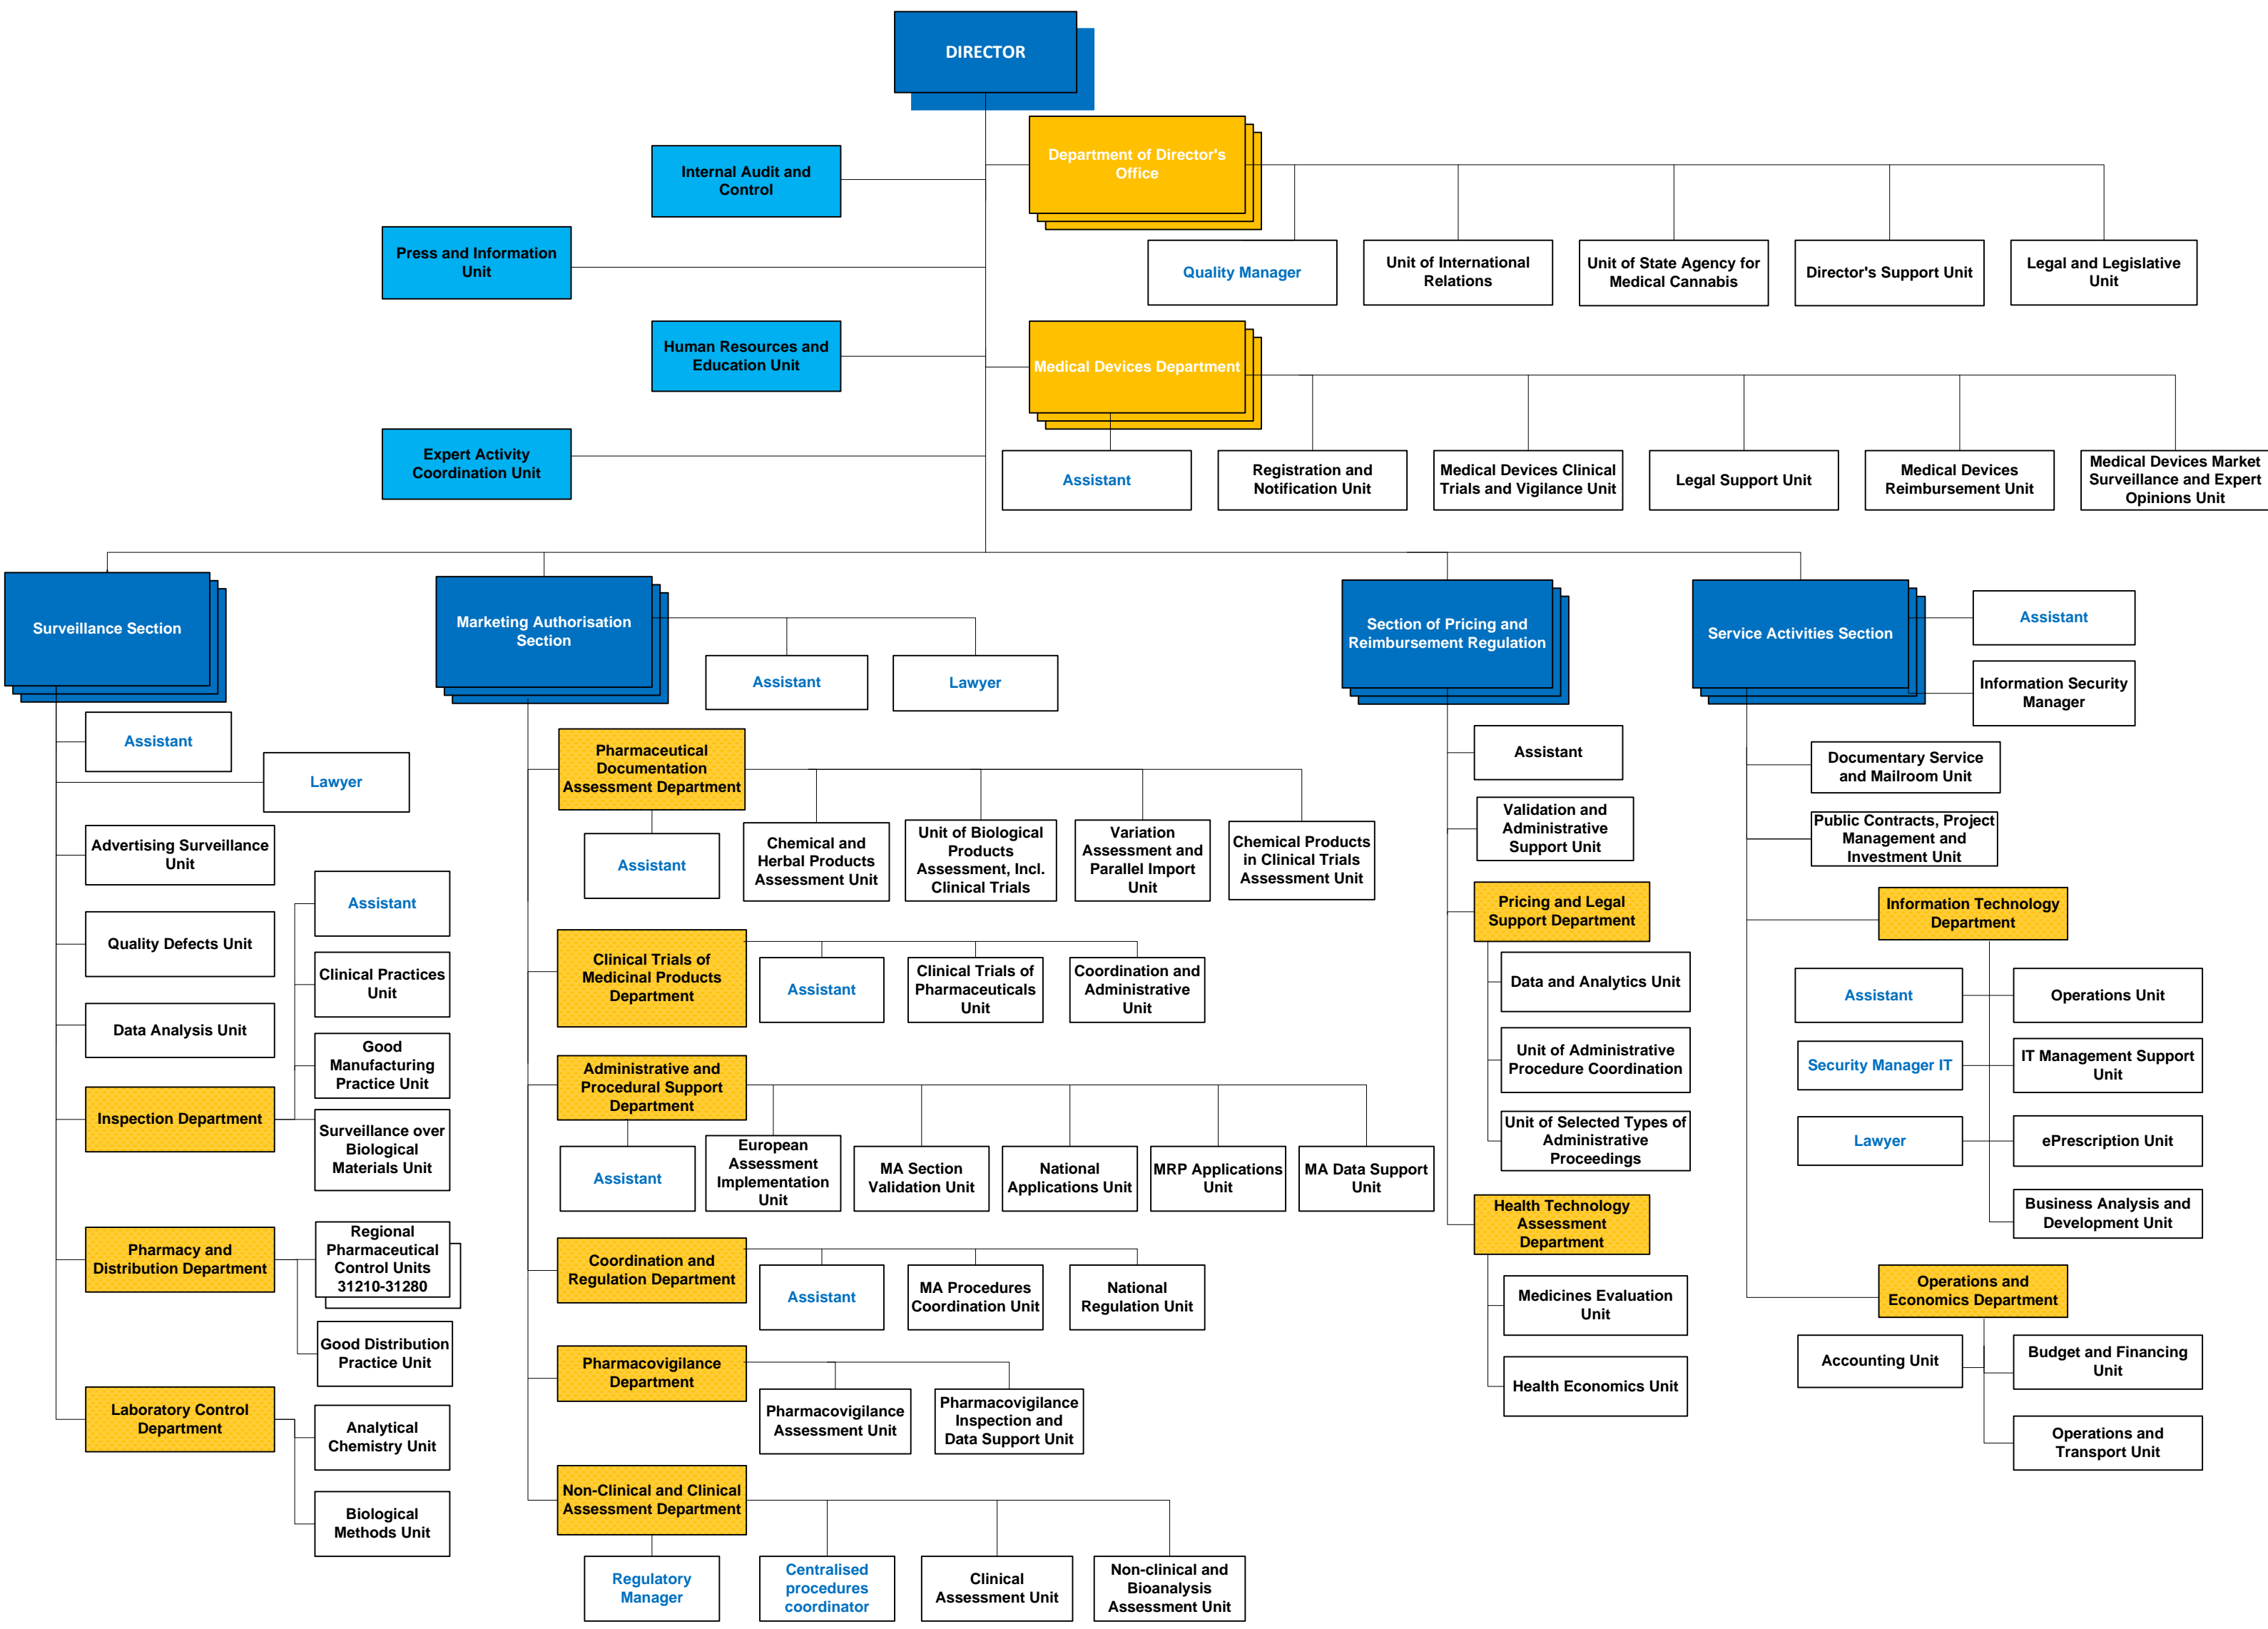 DIRECTOR
Department of Director's
Office
Internal Audit and
Control
Press and Information
Unit
Quality Manager
Unit of International
Relations
Unit of State Agency for
Medical Cannabis
Director's Support Unit
Legal and Legislative
Unit
Human Resources and
Education Unit
Medical Devices Department
Expert Activity
Coordination Unit
Assistant
Registration and
Notification Unit
Medical Devices Clinical
Trials and Vigilance Unit
Legal Support Unit
Medical Devices
Reimbursement Unit
Medical Devices Market
Surveillance and Expert
Opinions Unit
Surveillance Section
Assistant
Lawyer
Advertising Surveillance
Unit
Quality Defects Unit
Data Analysis Unit
Inspection Department
Assistant
Clinical Practices
Unit
Good
Manufacturing
Practice Unit
Surveillance over
Biological
Materials Unit
Pharmacy and
Distribution Department
Regional
Pharmaceutical
Control Units
31210-31280
Good Distribution
Practice Unit
Laboratory Control
Department
Analytical
Chemistry Unit
Biological
Methods Unit
Marketing Authorisation
Section
Assistant
Lawyer
Pharmaceutical
Documentation
Assessment Department
Assistant
Chemical and
Herbal Products
Assessment Unit
Unit of Biological
Products
Assessment, Incl.
Clinical Trials
Variation
Assessment and
Parallel Import
Unit
Chemical Products
in Clinical Trials
Assessment Unit
Clinical Trials of
Medicinal Products
Department
Assistant
Clinical Trials of
Pharmaceuticals
Unit
Coordination and
Administrative
Unit
Administrative and
Procedural Support
Department
Assistant
European
Assessment
Implementation
Unit
MA Section
Validation Unit
National
Applications Unit
MRP Applications
Unit
MA Data Support
Unit
Coordination and
Regulation Department
Assistant
MA Procedures
Coordination Unit
National
Regulation Unit
Pharmacovigilance
Department
Pharmacovigilance
Assessment Unit
Pharmacovigilance
Inspection and
Data Support Unit
Non-Clinical and Clinical
Assessment Department
Regulatory
Manager
Centralised
procedures
coordinator
Clinical
Assessment Unit
Non-clinical and
Bioanalysis
Assessment Unit
Section of Pricing and
Reimbursement Regulation
Assistant
Validation and
Administrative
Support Unit
Pricing and Legal
Support Department
Data and Analytics Unit
Unit of Administrative
Procedure Coordination
Unit of Selected Types of
Administrative
Proceedings
Health Technology
Assessment
Department
Medicines Evaluation
Unit
Health Economics Unit
Service Activities Section
Assistant
Information Security
Manager
Documentary Service
and Mailroom Unit
Public Contracts, Project
Management and
Investment Unit
Information Technology
Department
Assistant
Operations Unit
Security Manager IT
IT Management Support
Unit
Lawyer
ePrescription Unit
Business Analysis and
Development Unit
Operations and
Economics Department
Accounting Unit
Budget and Financing
Unit
Operations and
Transport Unit